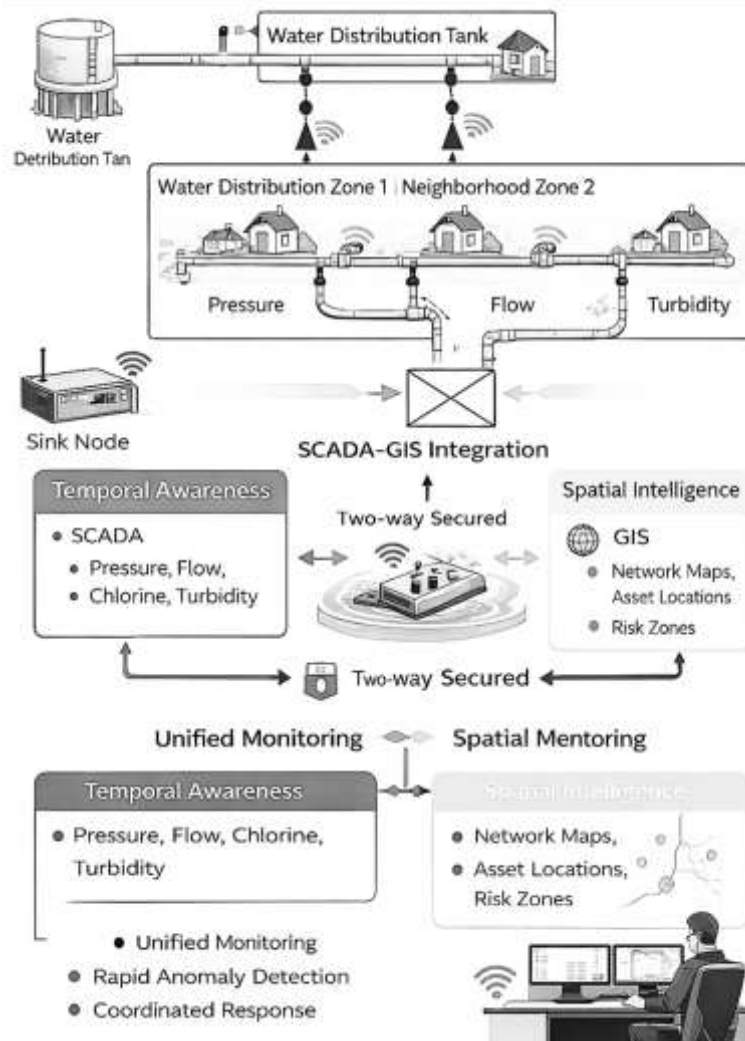 Water Distribution Tank
Water
Detribution Tan
Water Distribution Zone 1 | Neighborhood Zone 2
Pressure
Flow
Turbidity
Sink Node
SCADA-GIS Integration
Temporal Awareness
• SCADA
• Pressure, Flow,
• Chlorine, Turbidity
Two-way Secured
Spatial Intelligence
GIS
• Network Maps,
Asset Locations
• Risk Zones
Two-way Secured
Unified Monitoring
Spatial Mentoring
Temporal Awareness
• Pressure, Flow, Chlorine,
Turbidity
Spatial Intelligence
• Network Maps,
• Asset Locations,
Risk Zones
• Unified Monitoring
• Rapid Anomaly Detection
• Coordinated Response